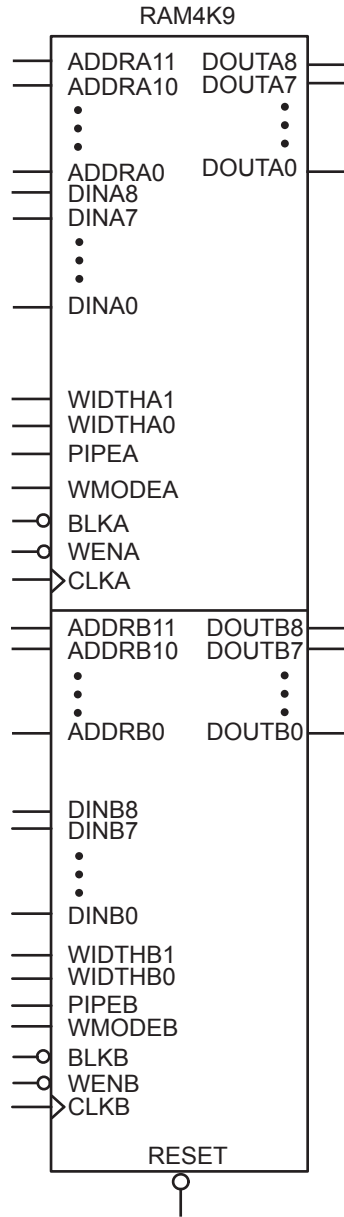 RAM4K9
ADDRA11 DOUTA8
ADDRA10 DOUTA7
ADDRA0 DOUTA0
DINA8
DINA7
DINA0
WIDTHA1
WIDTHA0
PIPEA
WMODEA
BLKA
WENA
CLKA
ADDRB11 DOUTB8
ADDRB10 DOUTB7
ADDRB0 DOUTB0
DINB8
DINB7
DINB0
WIDTHB1
WIDTHB0
PIPEB
WMODEB
BLKB
WENB
CLKB
RESET